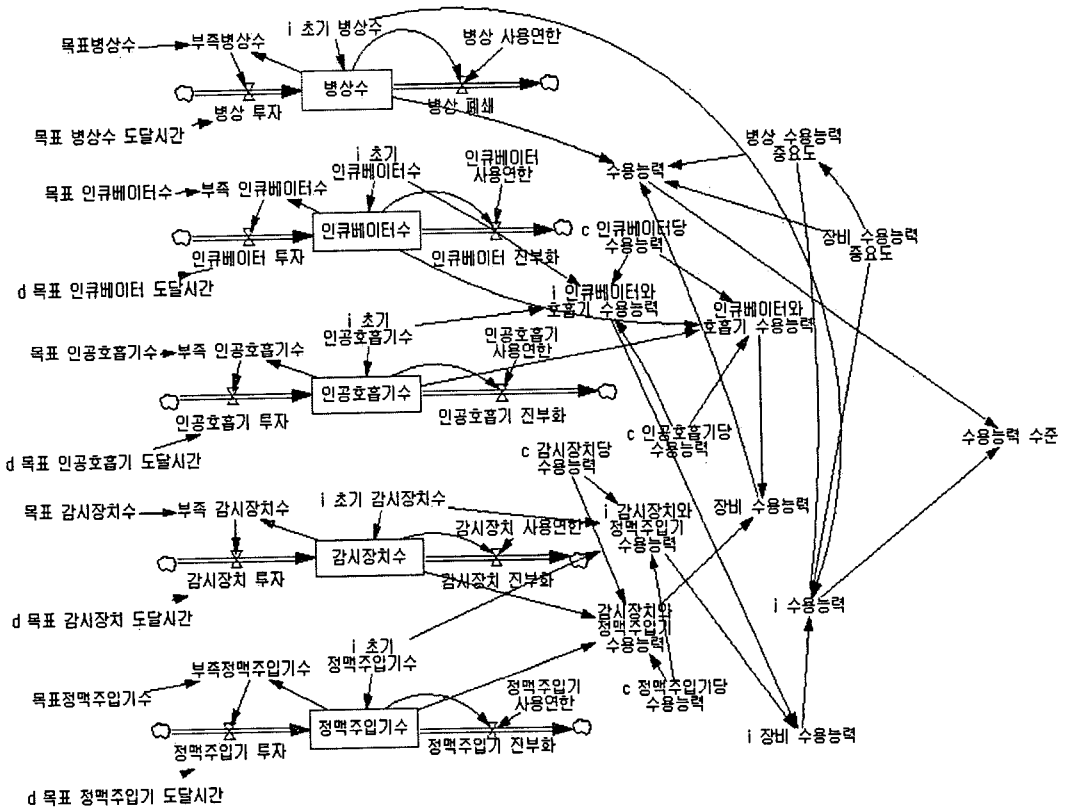 i 초기 병상수
목표병상수
부족병상수
병상 사용연한
병상수
병상 투자
병상 폐쇄
목표 병상수 도달시간
병상 수용능력
중요도
i 초기
인큐베이터수
인큐베이터
사용연한
수용능력
목표 인큐베이터수
부족 인큐베이터수
인큐베이터수
c 인큐베이터당
수용능력
장비 수용능력
중요도
인큐베이터 투자
인큐베이터 진부화
d 목표 인큐베이터 도달시간
i 인큐베이터와
호흡기 수용능력
인큐베이터와
호흡기 수용능력
i 초기
인공호흡기수
인공호흡기
사용연한
목표 인공호흡기수
부족 인공호흡기수
인공호흡기수
인공호흡기 투자
인공호흡기 진부화
c 인공호흡기당
수용능력
수용능력 수준
d 목표 인공호흡기 도달시간
c 감시장치당
수용능력
목표 감시장치수
부족 감시장치수
i 초기 감시장치수
i 감시장치와
정맥주입기
수용능력
장비 수용능력
감시장치 사용연한
감시장치수
감시장치 투자
감시장치 진부화
d 목표 감시장치 도달시간
감시장치와
정맥주입기
수용능력
i 수용능력
i 초기
정맥주입기수
부족정맥주입기수
목표정맥주입기수
정맥주입기
사용연한
c 정맥주입기당
수용능력
정맥주입기수
정맥주입기 투자
정맥주입기 진부화
i 장비 수용능력
d 목표 정맥주입기 도달시간